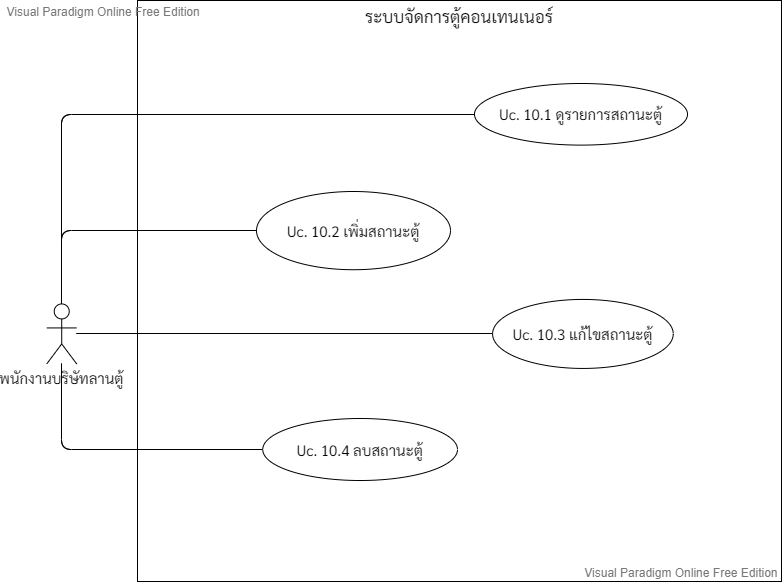 Visual Paradigm Online Free Edition
ระบบจัดการตู้คอนเทนเนอร์
Uc. 10.1 ดูรายการสถานะตู้
Uc. 10.2 เพิ่มสถานะตู้
Uc. 10.3 แก้ไขสถานะตู้
พนักงานบริษัทลานตู้
Uc. 10.4 ลบสถานะตู้
Visual Paradigm Online Free Edition